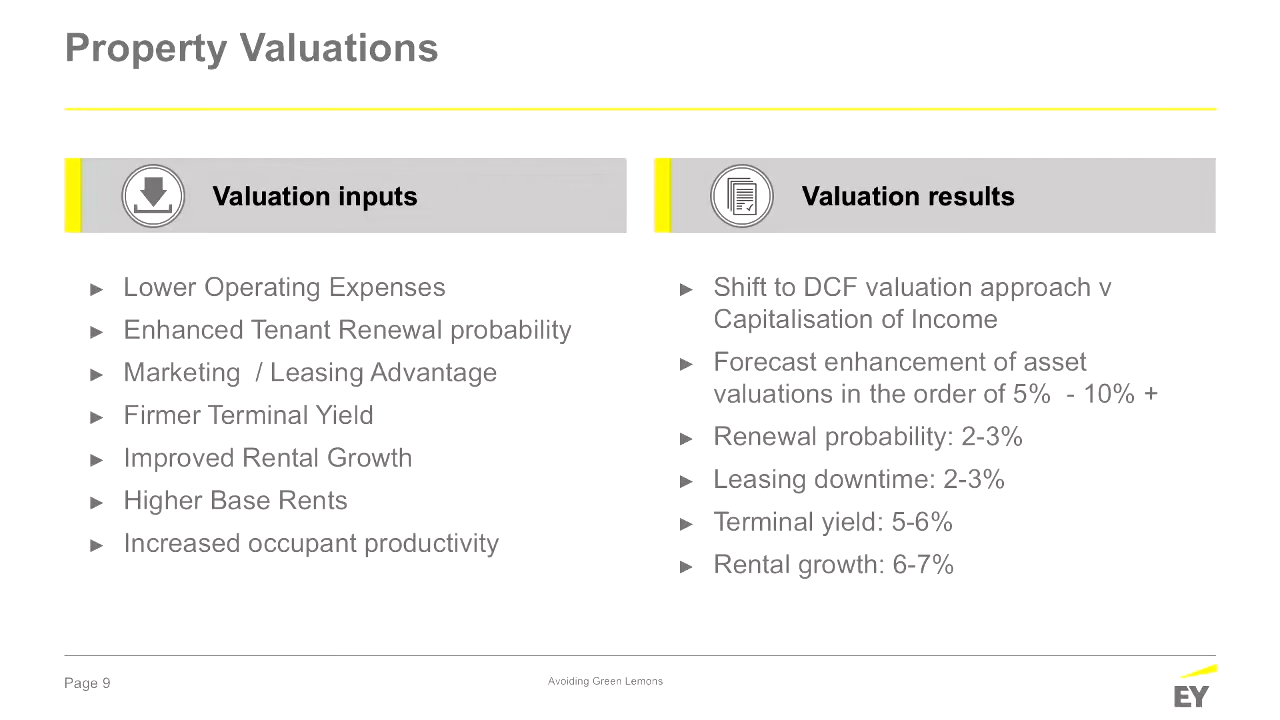 Property Valuations
Valuation inputs
► Lower Operating Expenses
► Enhanced Tenant Renewal probability
► Marketing  / Leasing Advantage
► Firmer Terminal Yield
► Improved Rental Growth
► Higher Base Rents
► Increased occupant productivity
Valuation results
► Shift to DCF valuation approach v
Capitalisation of Income
► Forecast enhancement of asset
valuations in the order of 5%  - 10% +
► Renewal probability: 2-3%
► Leasing downtime: 2-3%
► Terminal yield: 5-6%
► Rental growth: 6-7%
Page 9
Avoiding Green Lemons
EY